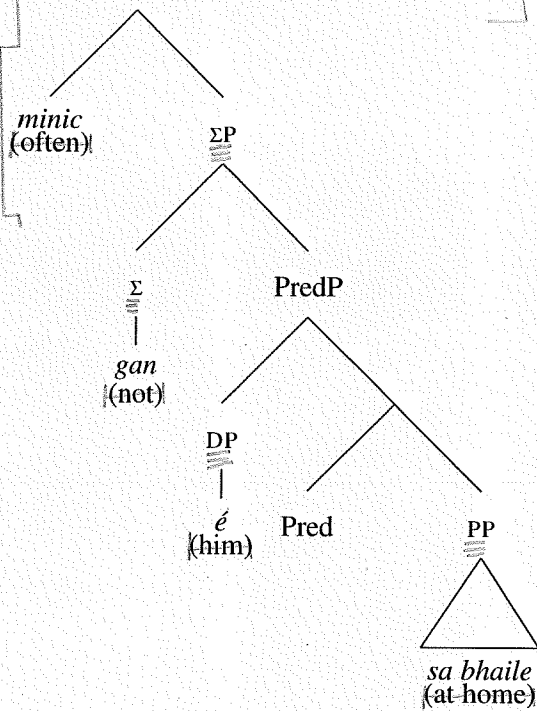 minic
(often)
ΣP
Σ
PredP
gan
(not)
DP
é
(him)
Pred
PP
sa bhaile
(at home)